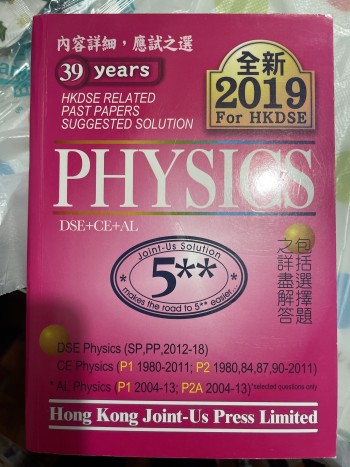 內容詳細，應試之選
39 years
全新
2019
For HKDSE
HKDSE RELATED
PAST PAPERS
SUGGESTED SOLUTION
PHYSICS
DSE+CE+AL
Joint-Us Solution
5**
* makes the road to 5** easier... *
包括選擇題
之詳盡解答
DSE Physics (SP,PP,2012-18)
CE Physics (P1 1980-2011; P2 1980,84,87,90-2011)
* AL Physics (P1 2004-13; P2A 2004-13) *selected questions only
Hong Kong Joint-Us Press Limited